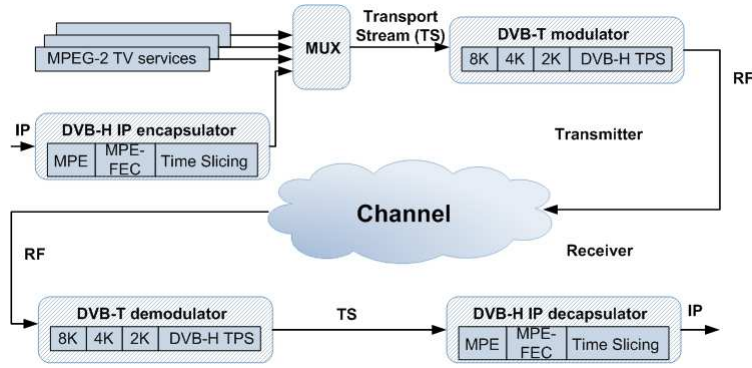 Transport
Stream (TS)
MPEG-2 TV services
MUX
DVB-T modulator
8K 4K 2K DVB-H TPS
RF
IP
DVB-H IP encapsulator
MPE MPE-FEC Time Slicing
Transmitter
Channel
Receiver
RF
DVB-T demodulator
8K 4K 2K DVB-H TPS
TS
DVB-H IP decapsulator
MPE MPE-FEC Time Slicing
IP